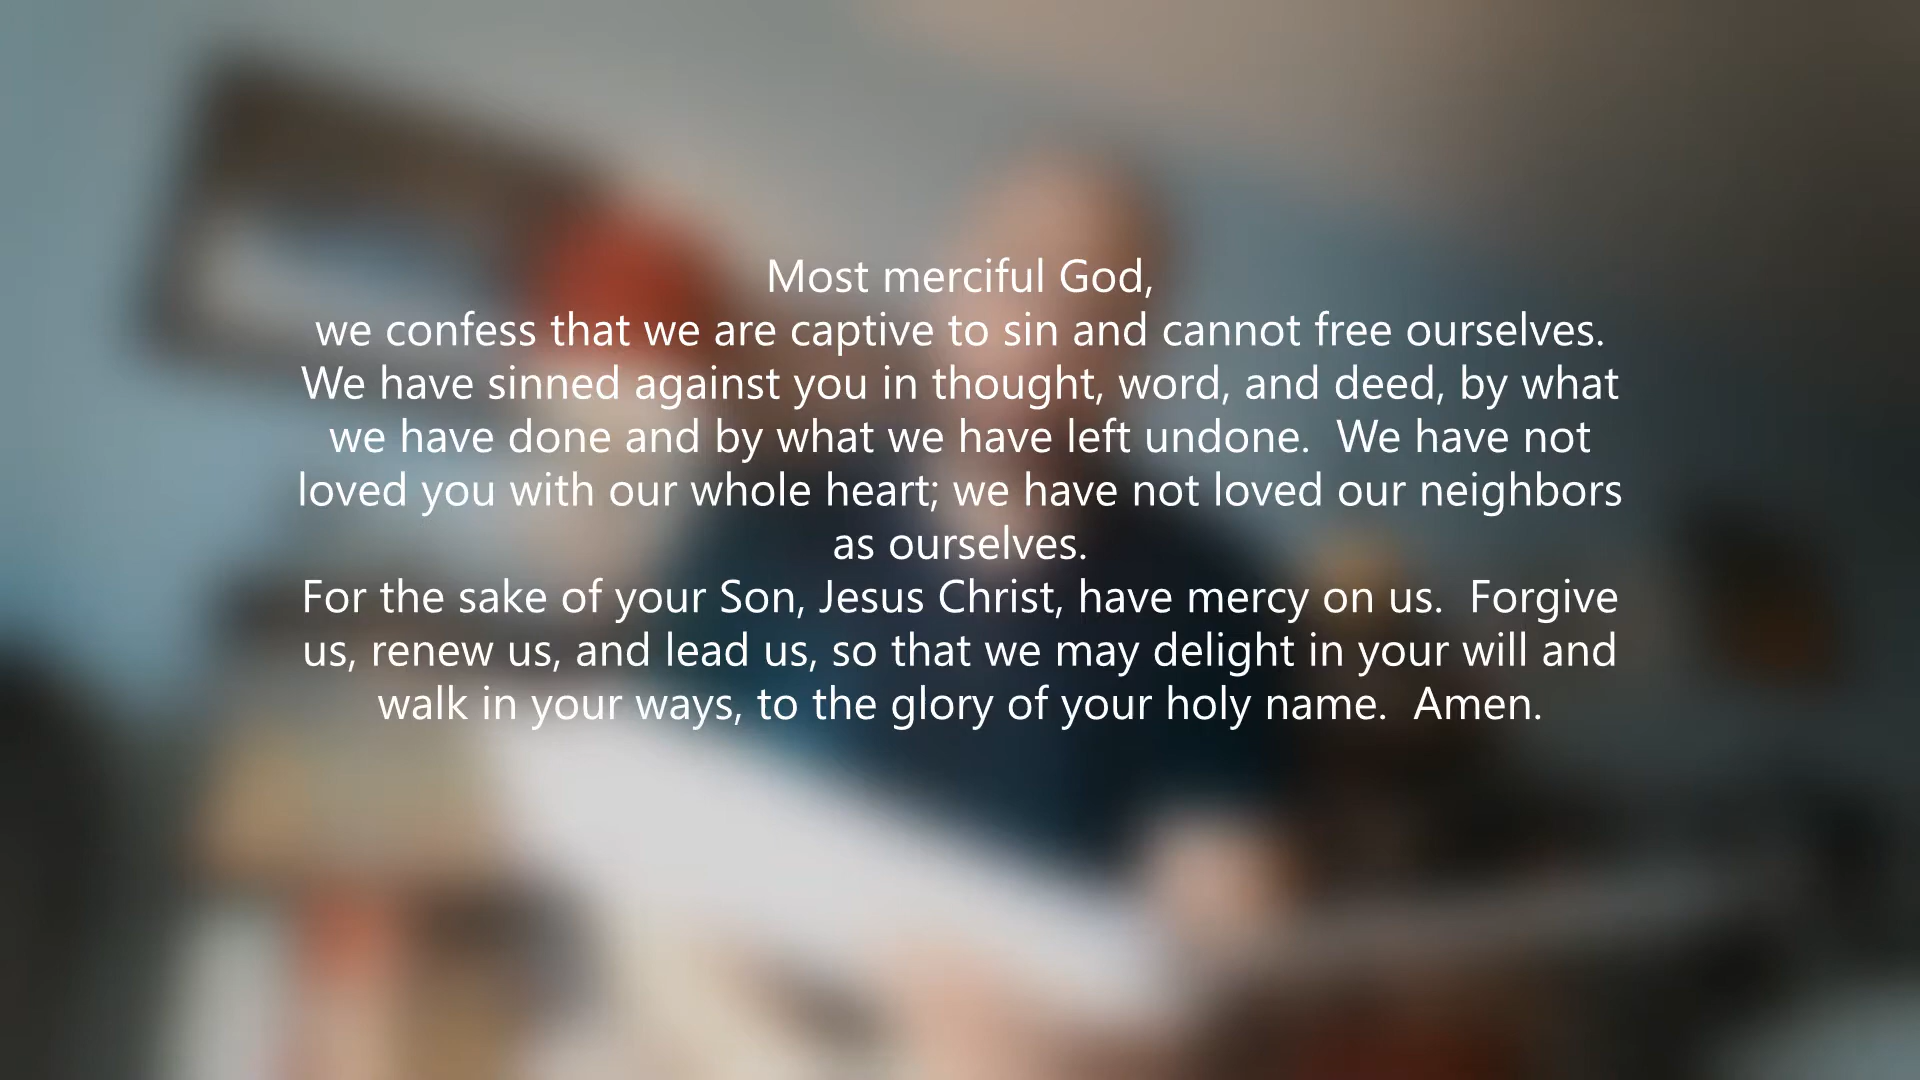 Most merciful God,
we confess that we are captive to sin and cannot free ourselves.
We have sinned against you in thought, word, and deed, by what
we have done and by what we have left undone.  We have not
loved you with our whole heart; we have not loved our neighbors
as ourselves.
For the sake of your Son, Jesus Christ, have mercy on us.  Forgive
us, renew us, and lead us, so that we may delight in your will and
walk in your ways, to the glory of your holy name.  Amen.